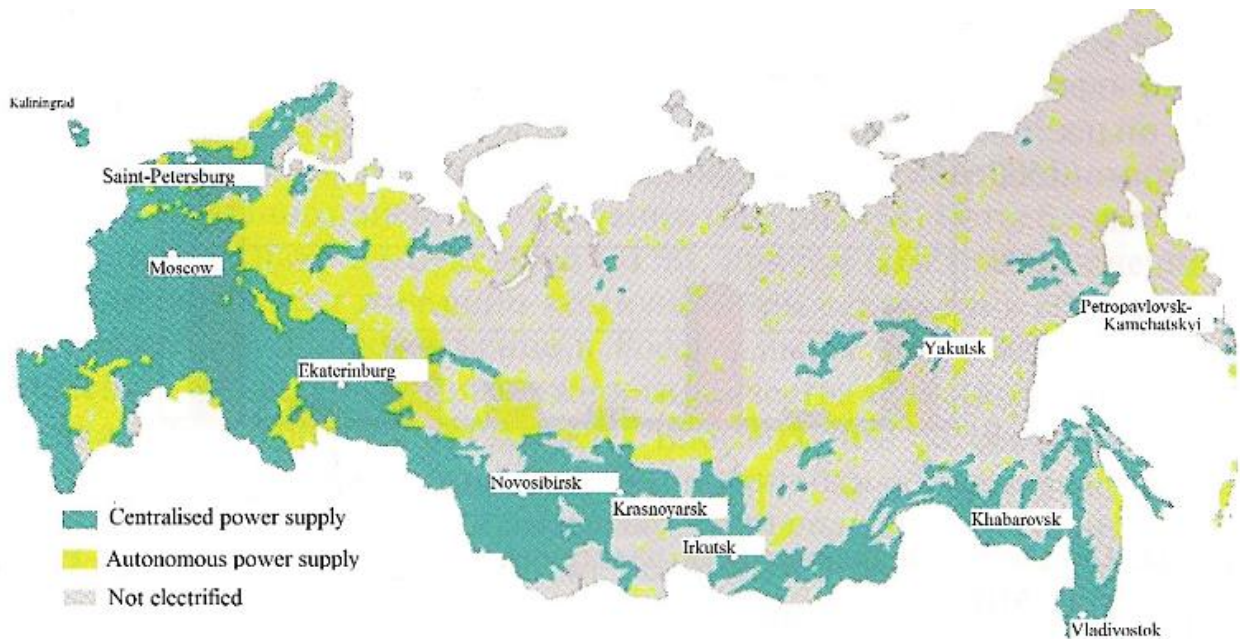 Kaliningrad
Saint-Petersburg
Moscow
Petropavlovsk-
Kamchatskyi
Yakutsk
Ekaterinburg
Novosibirsk
Krasnoyarsk
Khabarovsk
Irkutsk
Vladivostok
Centralised power supply
Autonomous power supply
Not electrified